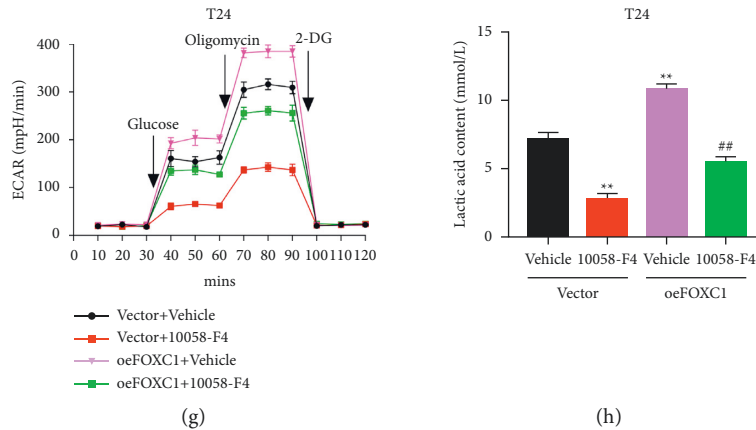 T24
ECAR (mpH/min)
400
300
200
100
0
Glucose
Oligomycin
2-DG
0 10 20 30 40 50 60 70 80 90 100 110 120
mins
Vector+Vehicle
Vector+10058-F4
oeFOXC1+Vehicle
oeFOXC1+10058-F4
(g)
T24
Lactic acid content (mmol/L)
15
10
5
0
**
**
##
Vehicle 10058-F4 Vehicle 10058-F4
Vector oeFOXC1
(h)